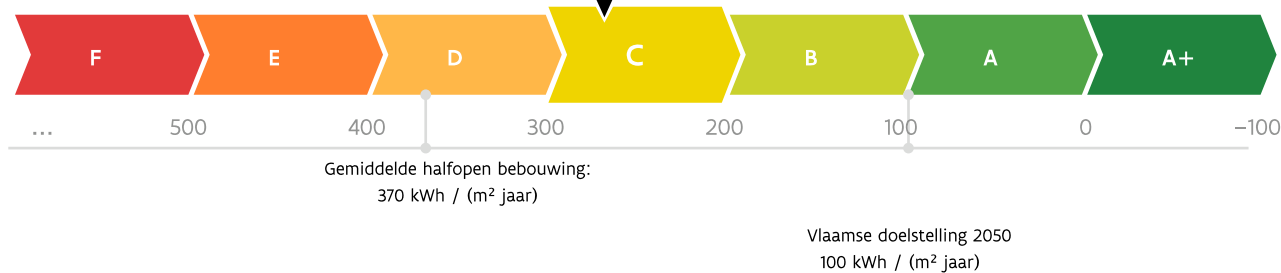 F E D C B A A+
... 500 400 300 200 100 0 –100
Gemiddelde halfopen bebouwing:
370 kWh / (m² jaar)
Vlaamse doelstelling 2050
100 kWh / (m² jaar)